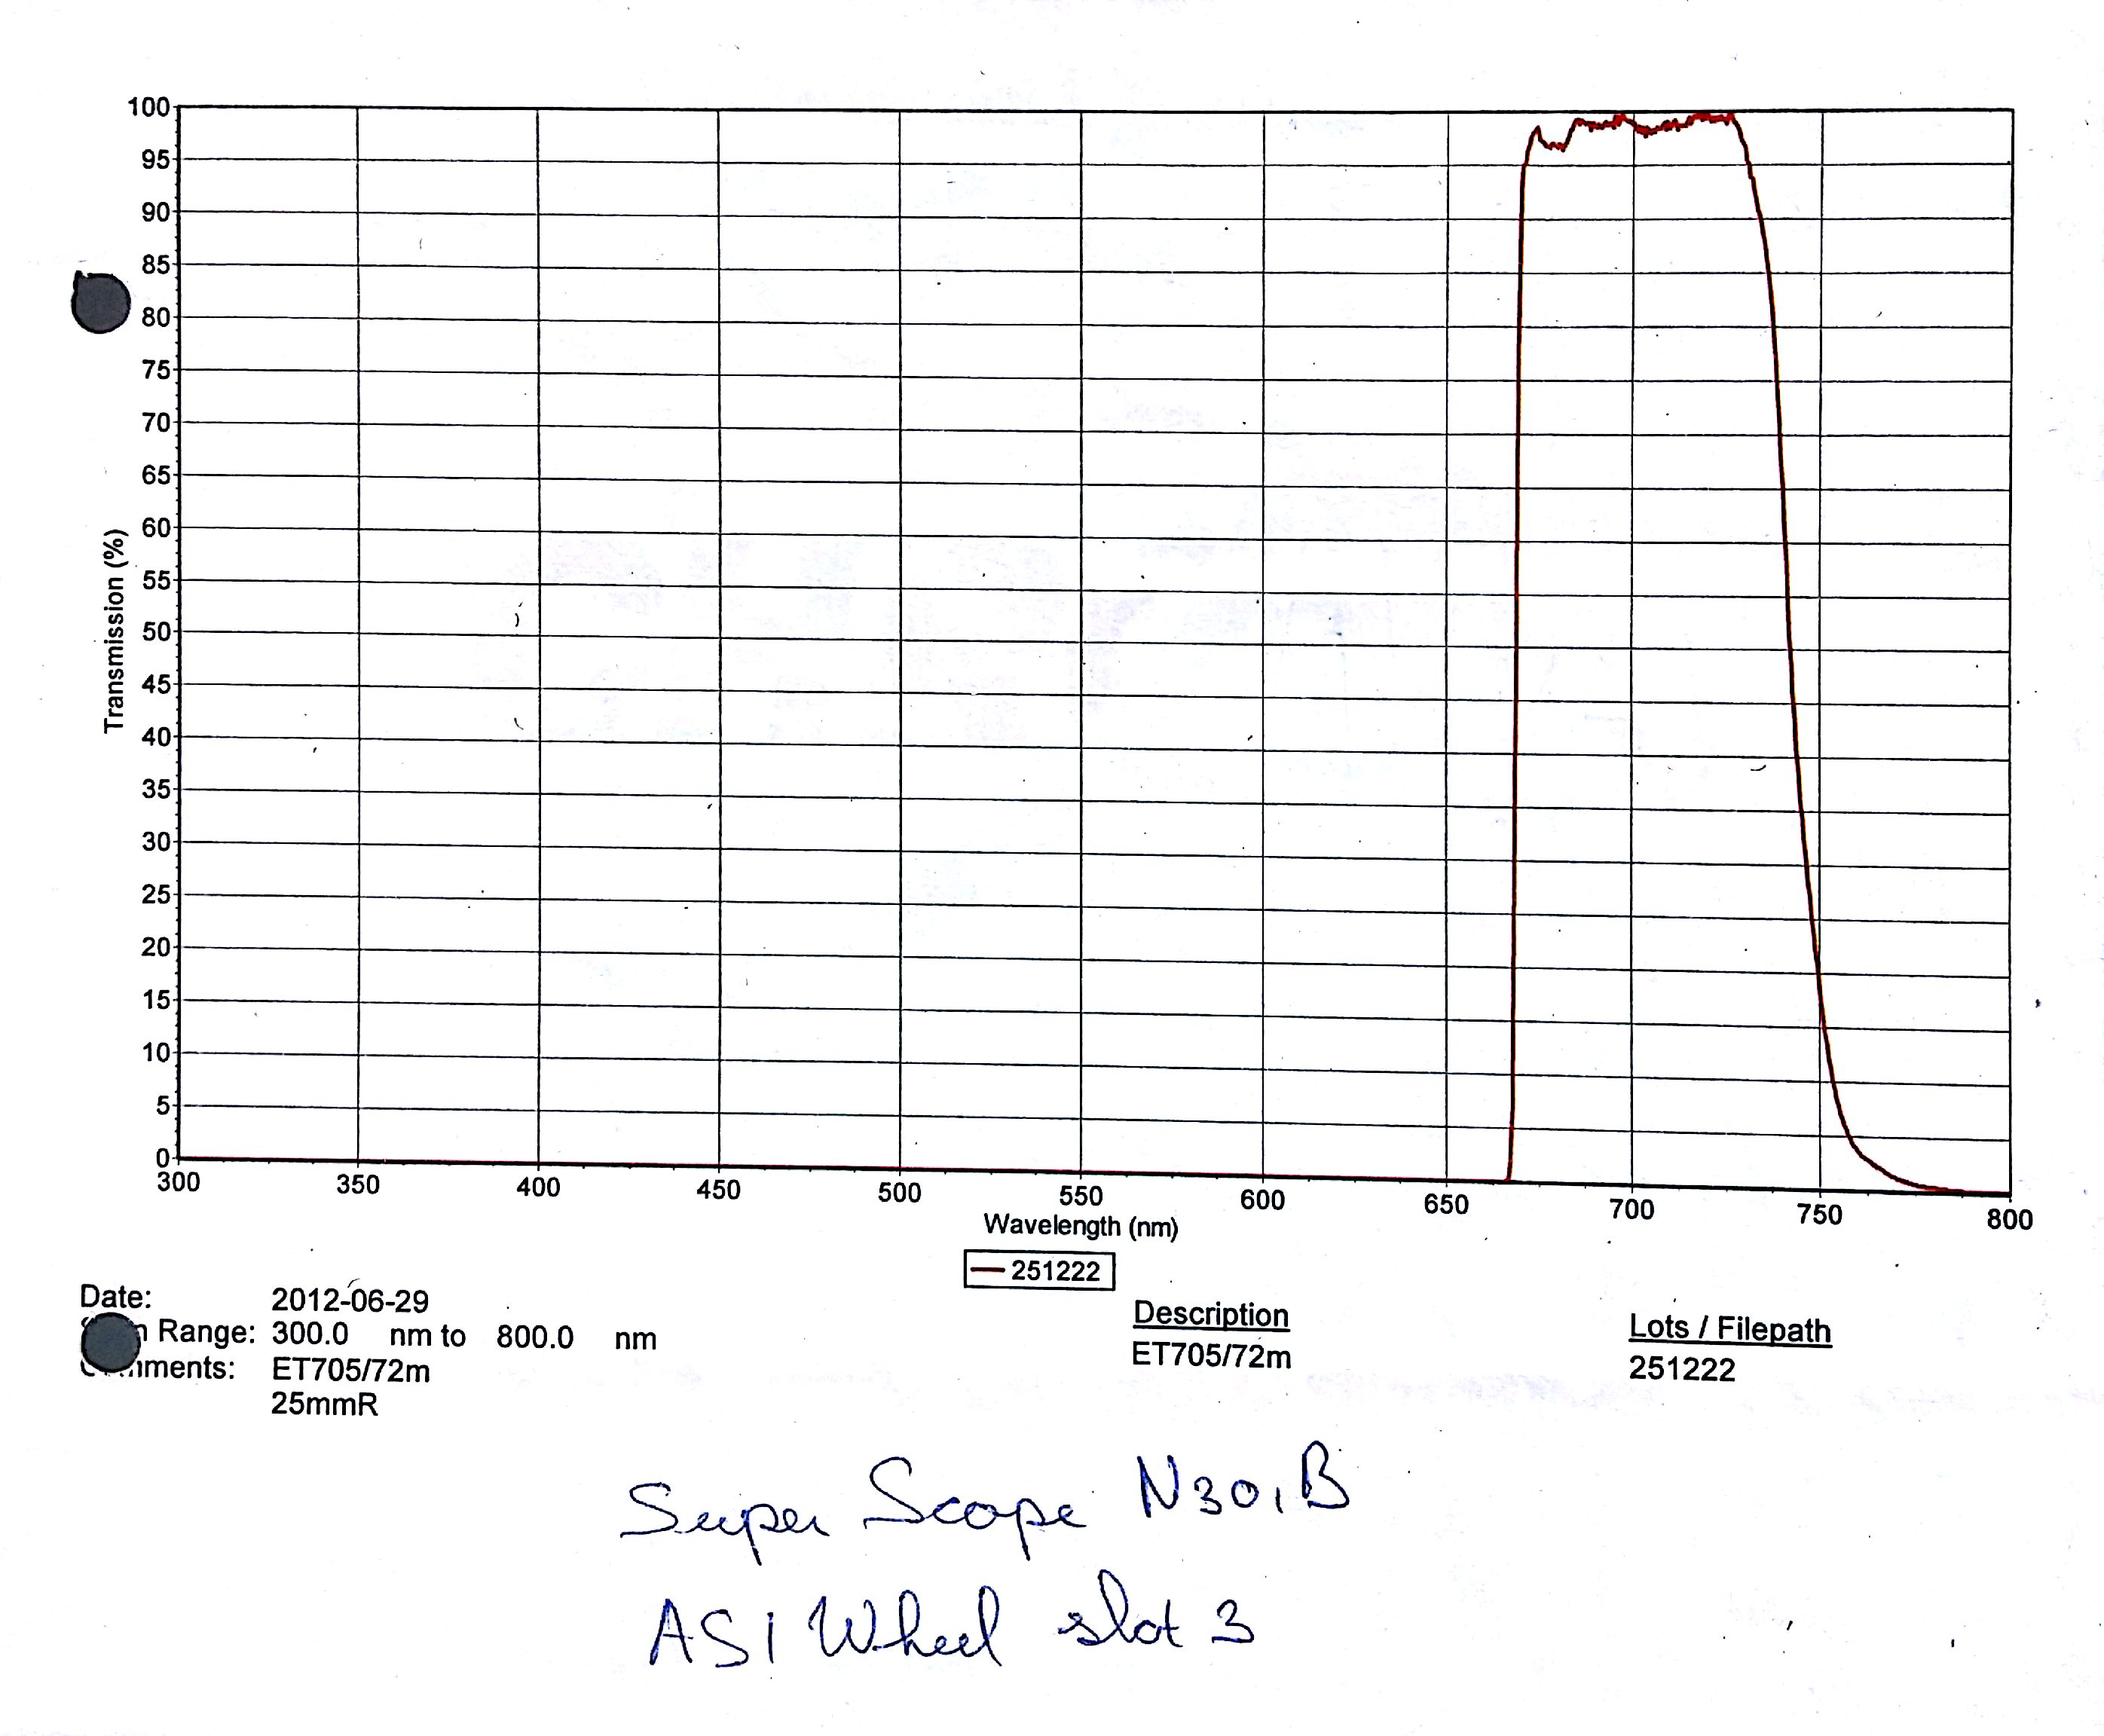 100
95
90
85
80
75
70
65
60
55
50
45
40
35
30
25
20
15
10
5
0
Transmission (%)
300 350 400 450 500 550 600 650 700 750 800
Wavelength (nm)
251222
Date: 2012-06-29
Range: 300.0 nm to 800.0 nm
ET705/72m
25mmR
Description
ET705/72m
Lots / Filepath
251222
Super Scope N30,B
ASI Wheel slot 3